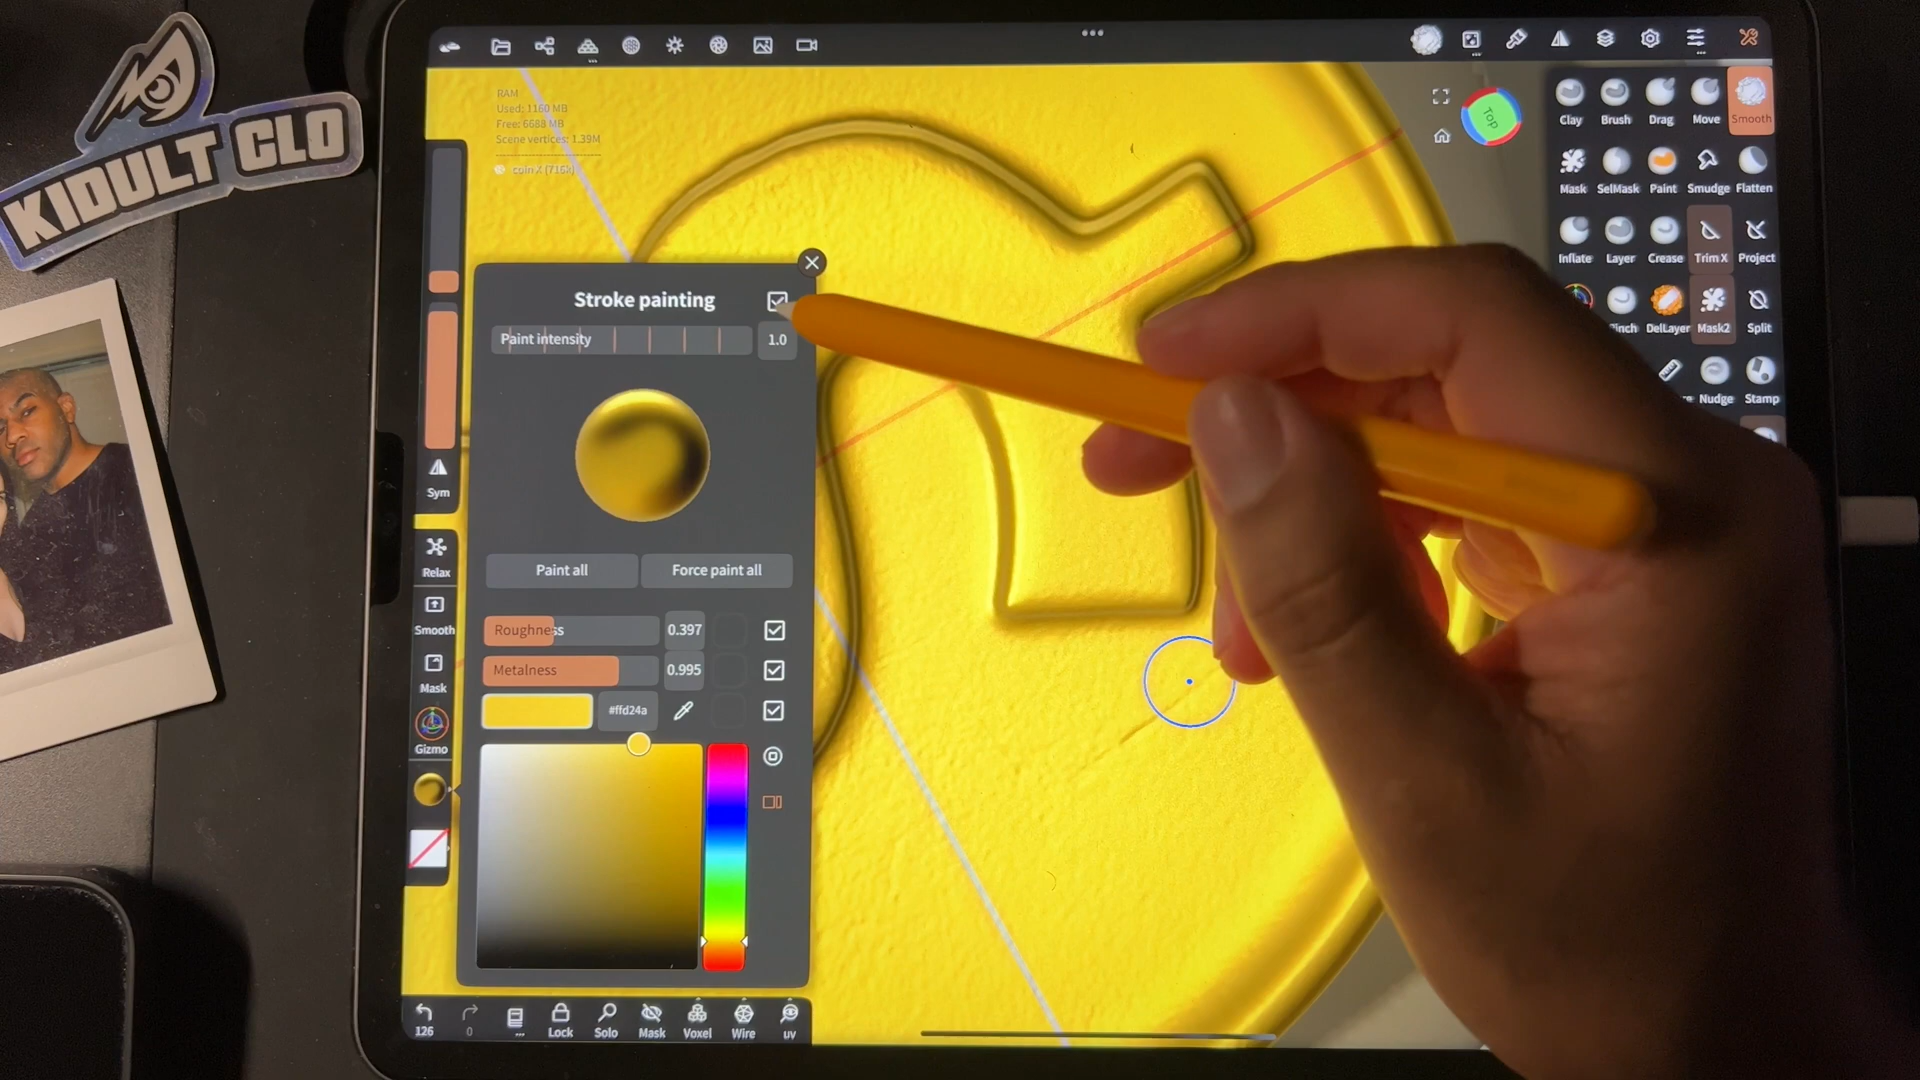 KIDULT CLO
RAM
Used: 1160 MB
Free: 6688 MB
Scene vertices: 1.39M
coin X (716k)
Top
Clay Brush Drag Move Smooth
Mask SelMask Paint Smudge Flatten
Inflate Layer Crease Trim X Project
DelLayer Mask2 Split
Nudge Stamp
Stroke painting
Paint intensity 1.0
Paint all Force paint all
Roughness 0.397
Metalness 0.995
#ffd24a
Sym
Relax
Smooth
Mask
Gizmo
126 0 Lock Solo Mask Voxel Wire uv